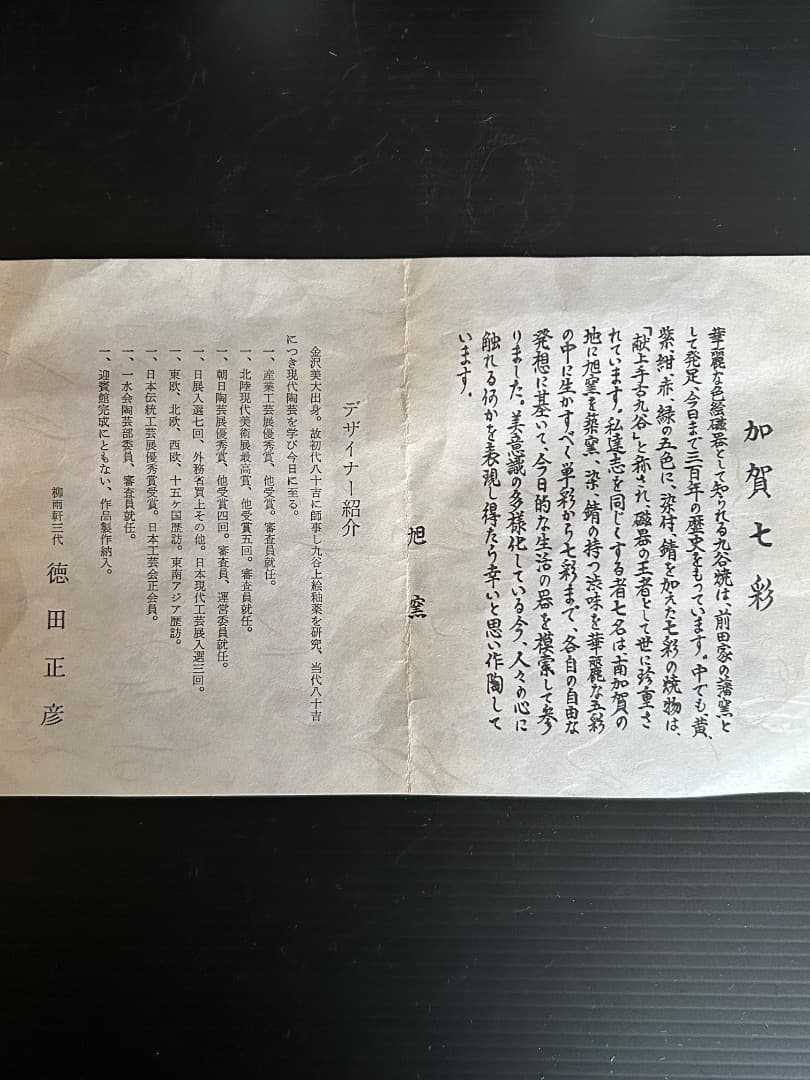 加賀七彩
華麗な色絵磁器として知られる九谷焼は、前田家の藩窯と
して発足、今日まで三百年の歴史をもっています。中でも黄、
紫、紺、赤、緑の五色に、染付、錆を加えた七彩の焼物は、
「献上手古九谷」と称され、磁器の王者として世に珍重さ
れています。私達志を同じくする者七名は南加賀の
地に旭窯を築窯、染、錆の持つ渋味を華麗な五彩
の中に生かすべく単彩から七彩まで、各自の自由な
発想に基いて、今日的な生活の器を模索して参
りました。美意識の多様化している今、人々の心に
触れる何かを表現し得たら幸いと思い作陶して
います。
旭窯
デザイナー紹介
金沢美大出身。故初代八十吉に師事し九谷上絵釉薬を研究、当代八十吉
につき現代陶芸を学び今日に至る。
一、産業工芸展優秀賞、他受賞。審査員就任。
一、北陸現代美術展最高賞、他受賞五回。審査員就任。
一、朝日陶芸展優秀賞、他受賞四回。審査員、運営委員就任。
一、日展入選七回、外務省買上その他。日本現代工芸展入選三回。
一、東欧、北欧、西欧、十五ヶ国歴訪。東南アジア歴訪。
一、日本伝統工芸展優秀賞受賞。日本工芸会正会員。
一、一水会陶芸部委員、審査員就任。
一、迎賓館完成にともない、作品製作納入。
柳雨軒三代 徳田正彦